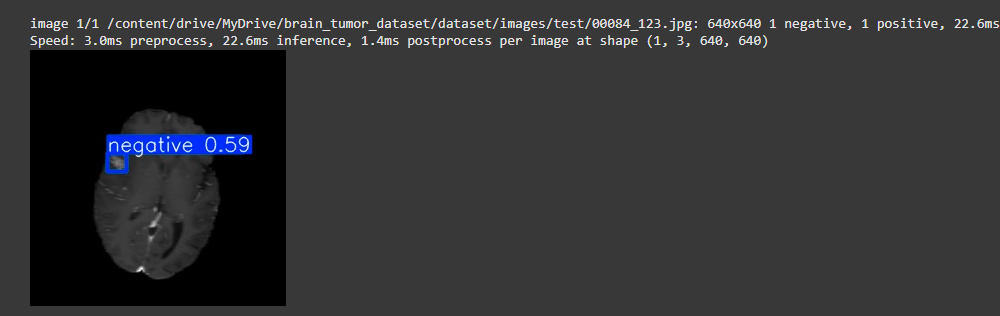 image 1/1 /content/drive/MyDrive/brain_tumor_dataset/dataset/images/test/00084_123.jpg: 640x640 1 negative, 1 positive, 22.6ms
Speed: 3.0ms preprocess, 22.6ms inference, 1.4ms postprocess per image at shape (1, 3, 640, 640)
negative 0.59